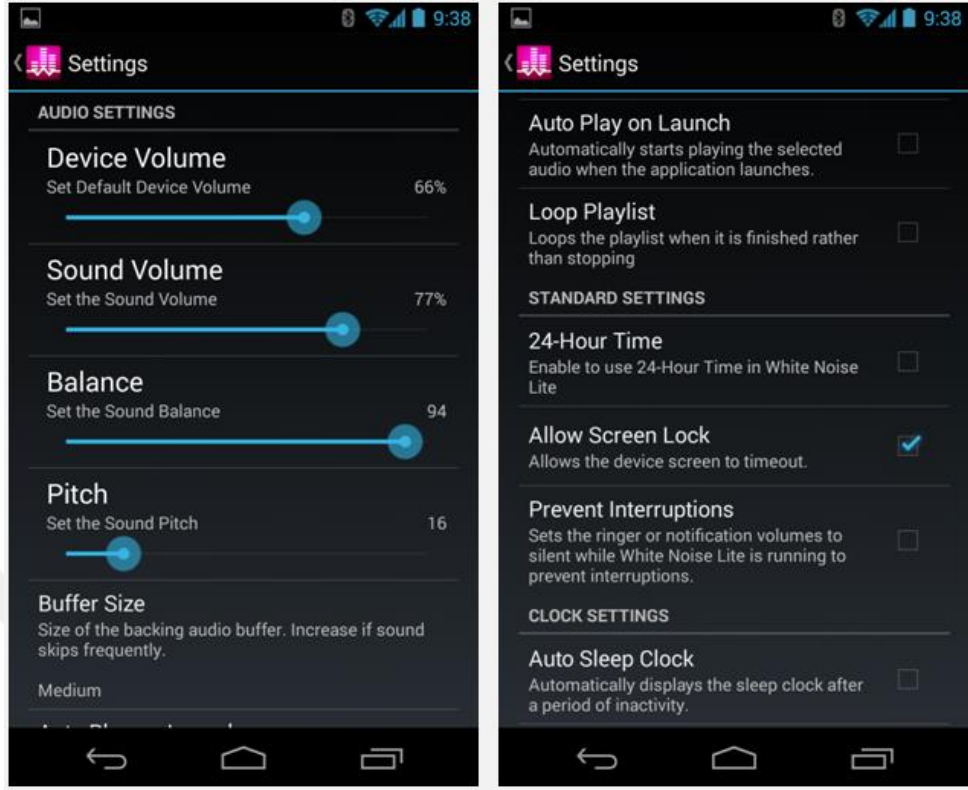 9:38
Settings
AUDIO SETTINGS
Device Volume
Set Default Device Volume 66%
Sound Volume
Set the Sound Volume 77%
Balance
Set the Sound Balance 94
Pitch
Set the Sound Pitch 16
Buffer Size
Size of the backing audio buffer. Increase if sound
skips frequently.
Medium
9:38
Settings
Auto Play on Launch
Automatically starts playing the selected
audio when the application launches.
Loop Playlist
Loops the playlist when it is finished rather
than stopping
STANDARD SETTINGS
24-Hour Time
Enable to use 24-Hour Time in White Noise
Lite
Allow Screen Lock
Allows the device screen to timeout.
Prevent Interruptions
Sets the ringer or notification volumes to
silent while White Noise Lite is running to
prevent interruptions.
CLOCK SETTINGS
Auto Sleep Clock
Automatically displays the sleep clock after
a period of inactivity.